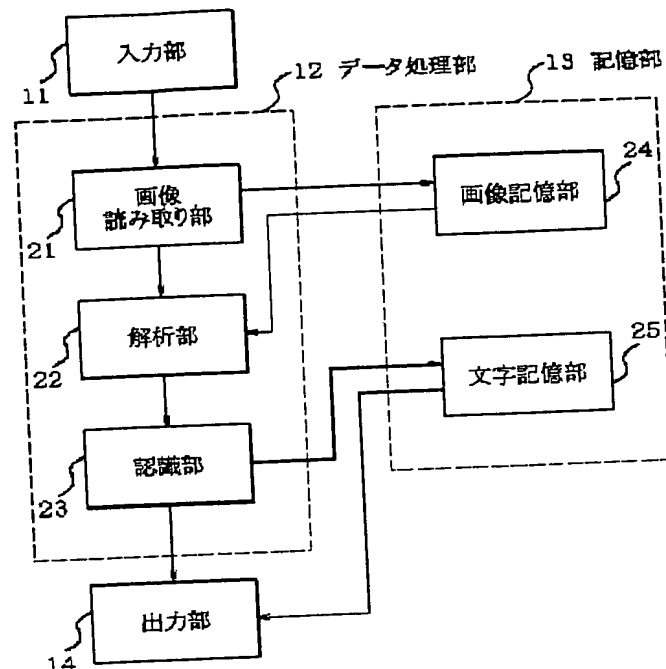 入力部
11
12 データ処理部
13 記憶部
画像
読み取り部
21
画像記憶部
24
解析部
22
文字記憶部
25
認識部
23
出力部
14